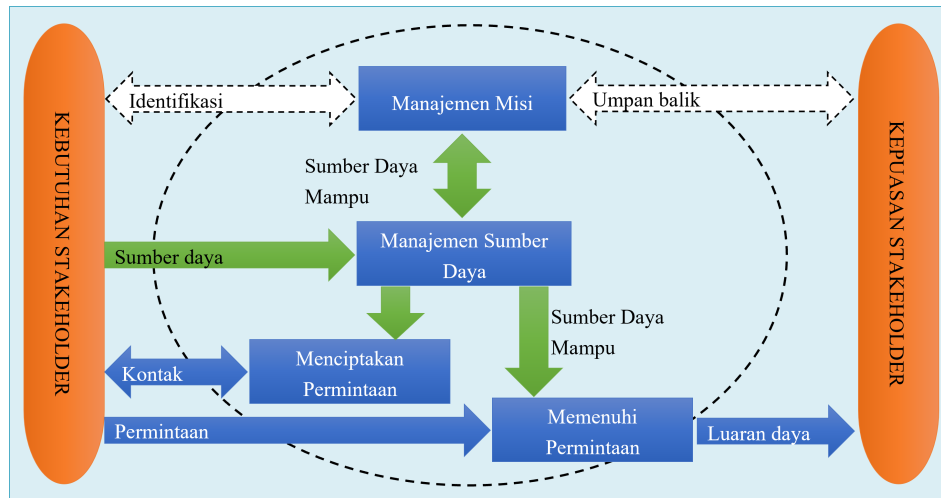 KEBUTUHAN STAKEHOLDER
Identifikasi
Manajemen Misi
Umpan balik
KEPUASAN STAKEHOLDER
Sumber Daya
Mampu
Sumber daya
Manajemen Sumber
Daya
Sumber Daya
Mampu
Kontak
Menciptakan
Permintaan
Permintaan
Memenuhi
Permintaan
Luaran daya